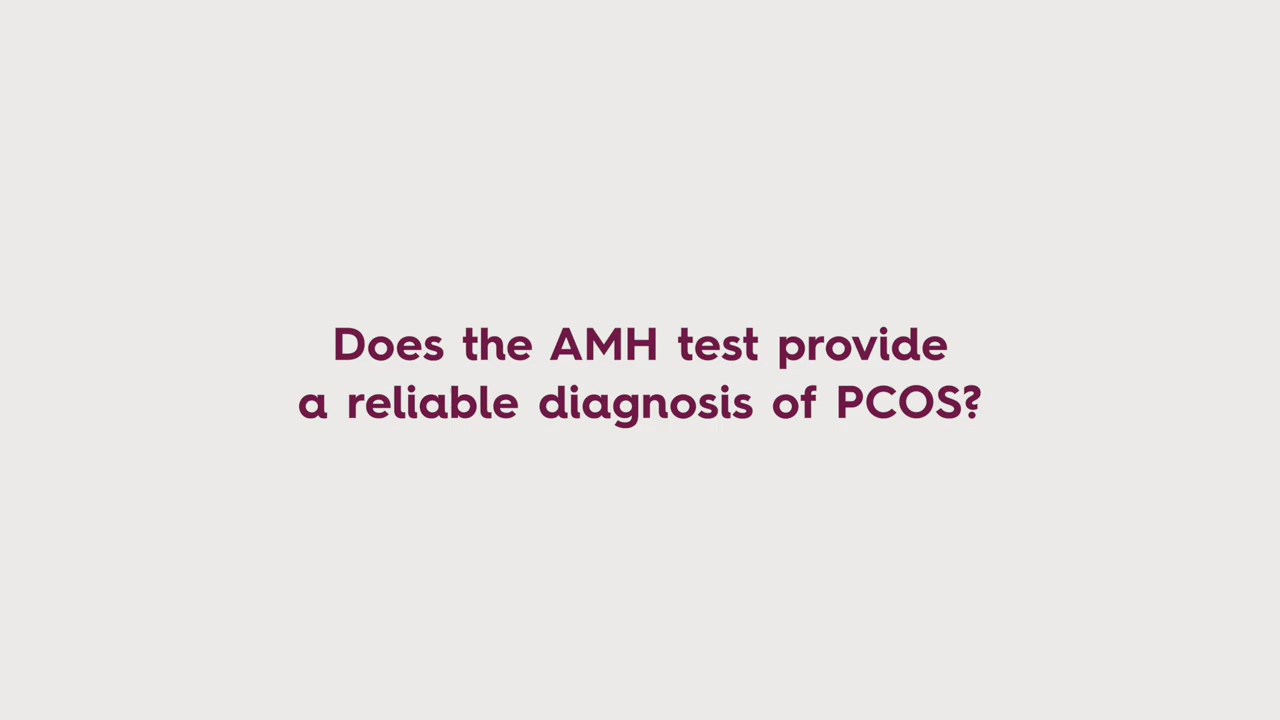 Does the AMH test provide
a reliable diagnosis of PCOS?